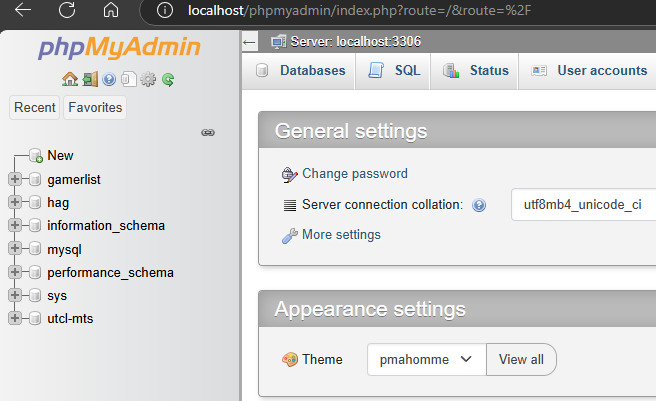 localhost/phpmyadmin/index.php?route=/&route=%2F
phpMyAdmin
Recent Favorites
New
gamerlist
hag
information_schema
mysql
performance_schema
sys
utcl-mts
Server: localhost:3306
Databases SQL Status User accounts
General settings
Change password
Server connection collation: utf8mb4_unicode_ci
More settings
Appearance settings
Theme pmahomme View all